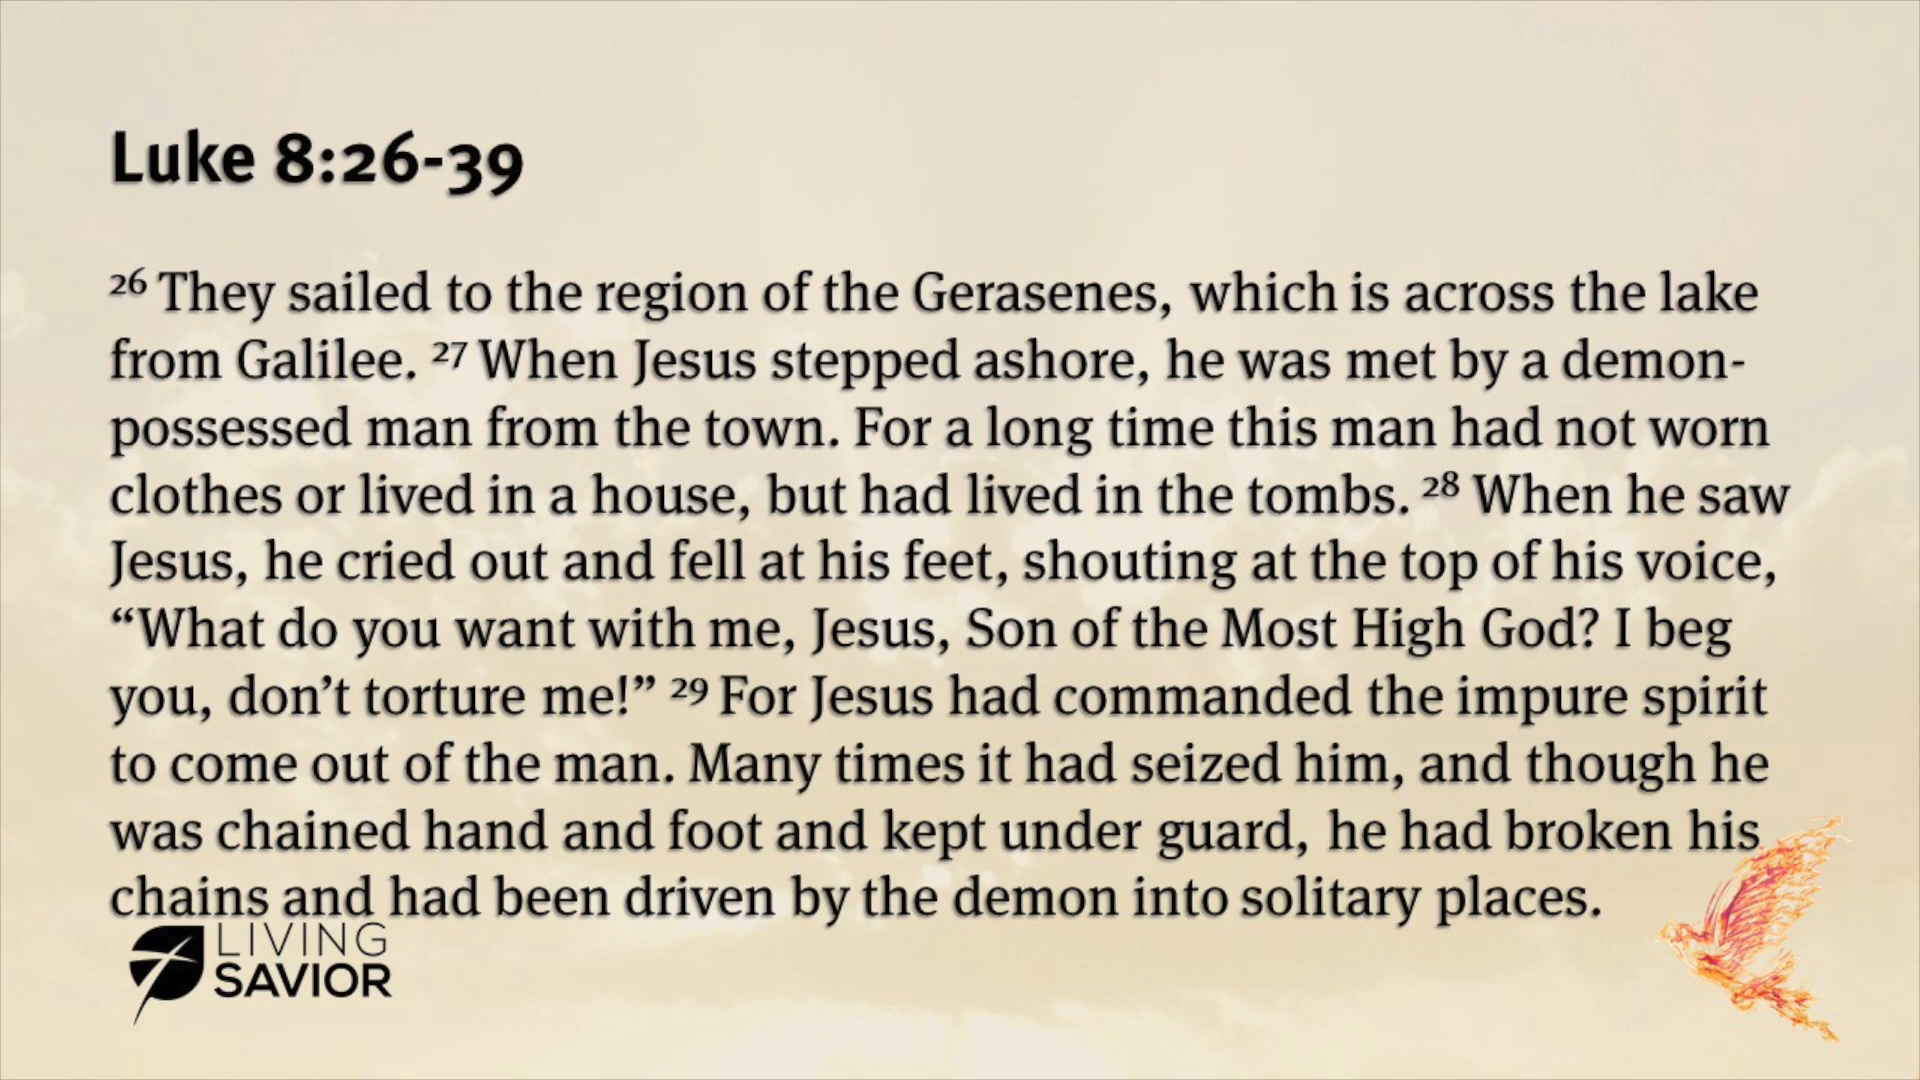 Luke 8:26-39
26 They sailed to the region of the Gerasenes, which is across the lake
from Galilee. 27 When Jesus stepped ashore, he was met by a demon-
possessed man from the town. For a long time this man had not worn
clothes or lived in a house, but had lived in the tombs. 28 When he saw
Jesus, he cried out and fell at his feet, shouting at the top of his voice,
“What do you want with me, Jesus, Son of the Most High God? I beg
you, don’t torture me!” 29 For Jesus had commanded the impure spirit
to come out of the man. Many times it had seized him, and though he
was chained hand and foot and kept under guard, he had broken his
chains and had been driven by the demon into solitary places.
LIVING
SAVIOR